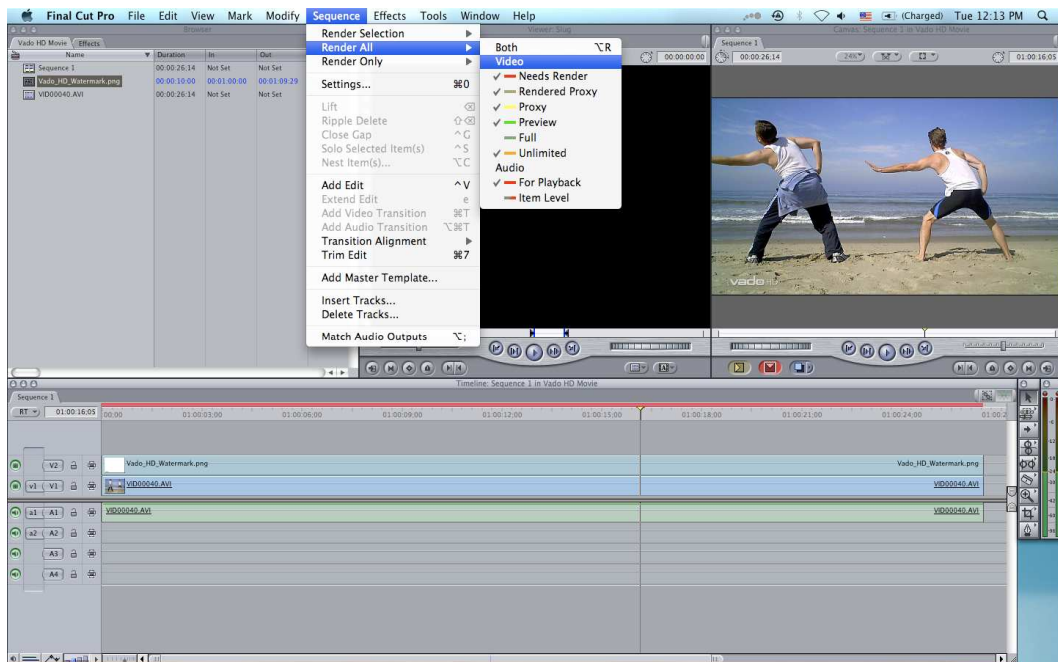 Final Cut Pro File Edit View Mark Modify Sequence Effects Tools Window Help (Charged) Tue 12:13 PM
Browser
Viewer: Slug
Canvas: Sequence 1 in Vado HD Movie
Vado HD Movie Effects
Name Duration In Out
Sequence 1 00:00:26:14 Not Set Not Set
Vado_HD_Watermark.png 00:00:10:00 00:01:00:00 00:01:09:29
VID00040.AVI 00:00:26:14 Not Set Not Set
Render Selection
Render All
Render Only
Settings... ⌘0
Lift ⌫
Ripple Delete ⇧⌫
Close Gap ^G
Solo Selected Item(s) ^S
Nest Item(s)... ⌥C
Add Edit ^V
Extend Edit e
Add Video Transition ⌘T
Add Audio Transition ⌥⌘T
Transition Alignment
Trim Edit ⌘7
Add Master Template...
Insert Tracks...
Delete Tracks...
Match Audio Outputs ⌥;
Both ⌥R
Video
✓ Needs Render
✓ Rendered Proxy
✓ Proxy
✓ Preview
Full
✓ Unlimited
Audio
✓ For Playback
Item Level
00:00:00:00
Sequence 1
00:00:26:14 24% 01:00:16:05
vado HD
Timeline: Sequence 1 in Vado HD Movie
Sequence 1
RT 01:00:16:05 00:00 01:00:03:00 01:00:06:00 01:00:09:00 01:00:12:00 01:00:15:00 01:00:18:00 01:00:21:00 01:00:24:00 01:00:2
V2 Vado_HD_Watermark.png Vado_HD_Watermark.png
v1 V1 VID00040.AVI VID00040.AVI
a1 A1 VID00040.AVI VID00040.AVI
a2 A2
A3
A4